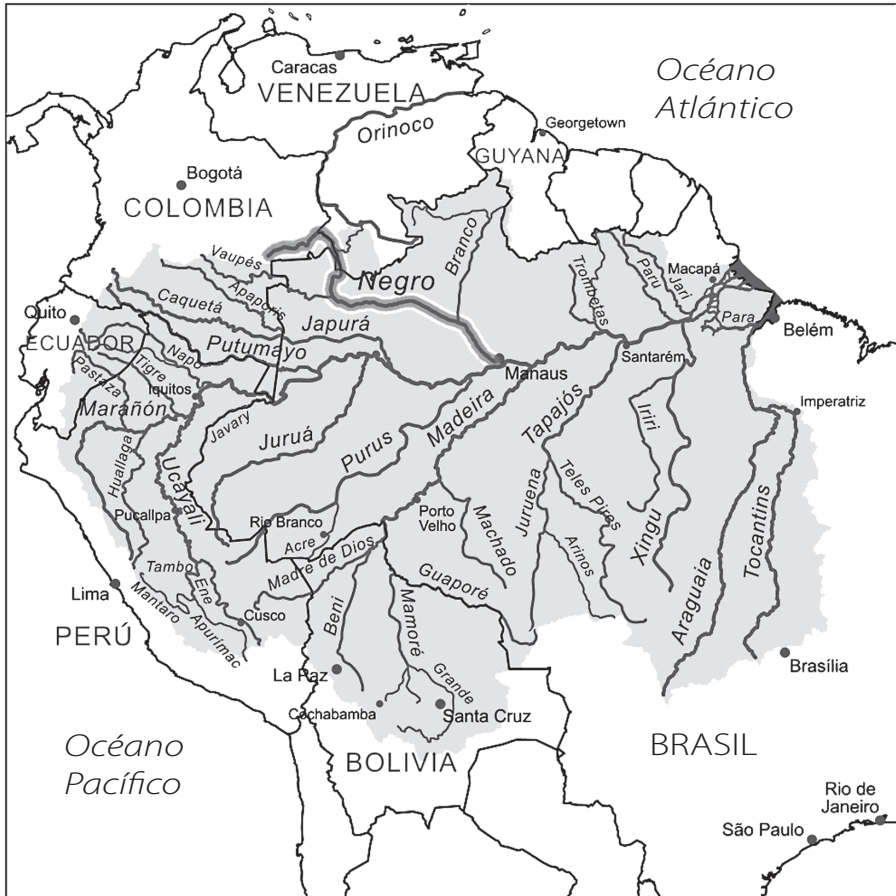 Caracas
VENEZUELA
Océano
Atlántico
Orinoco
Georgetown
GUYANA
Bogotá
COLOMBIA
Vaupés
Negro
Branco
Trombetas
Paru
Jari
Macapá
Caquetá
Apaporis
Japurá
Para
Belém
Quito
ECUADOR
Napo
Putumayo
Tigre
Pastaza
Iquitos
Santarém
Manaus
Marañón
Javary
Juruá
Purus
Madeira
Tapajós
Iriri
Imperatriz
Huallaga
Ucayali
Pucallpa
Rio Branco
Acre
Porto
Velho
Machado
Juruena
Teles Pires
Arinos
Xingu
Araguaia
Tocantins
Tambo
Ene
Madre de Dios
Guaporé
Lima
Mantaro
Apurimac
Cusco
Beni
Mamoré
PERÚ
La Paz
Grande
Brasília
Cochabamba
Santa Cruz
Océano
Pacífico
BOLIVIA
BRASIL
Rio de
Janeiro
São Paulo